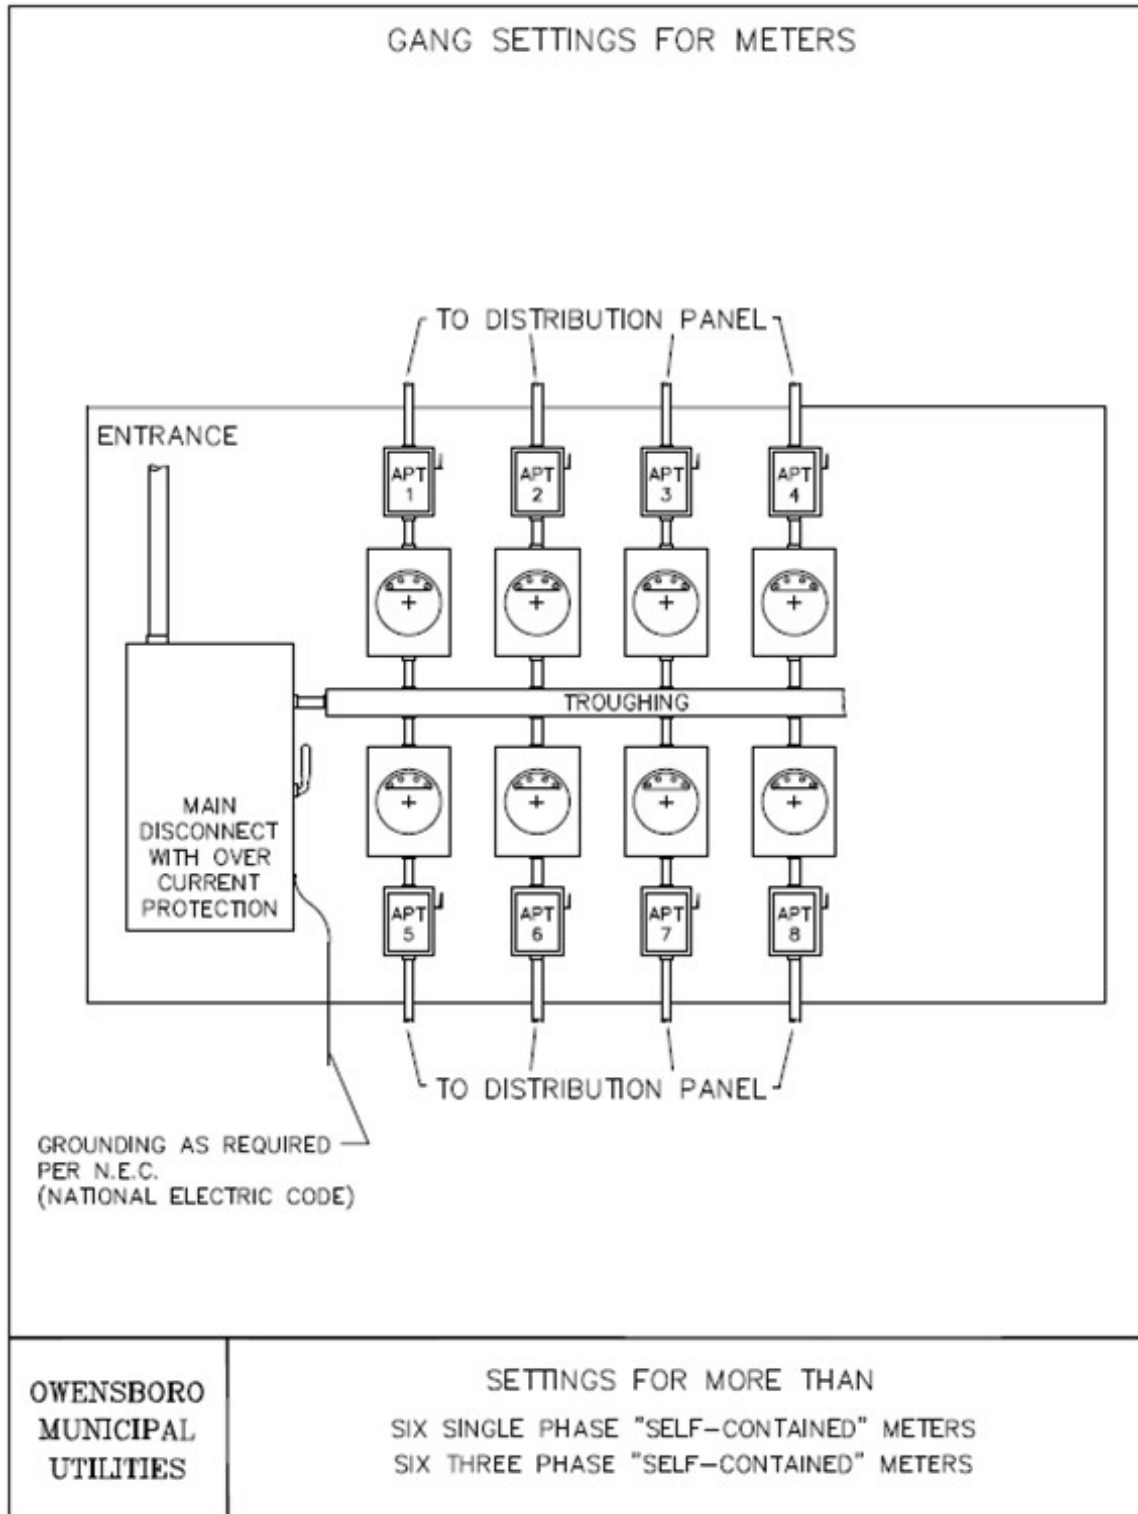 GANG SETTINGS FOR METERS
TO DISTRIBUTION PANEL
ENTRANCE
APT
1
APT
2
APT
3
APT
4
TROUGHING
MAIN
DISCONNECT
WITH OVER
CURRENT
PROTECTION
APT
5
APT
6
APT
7
APT
8
TO DISTRIBUTION PANEL
GROUNDING AS REQUIRED
PER N.E.C.
(NATIONAL ELECTRIC CODE)
OWENSBORO
MUNICIPAL
UTILITIES
SETTINGS FOR MORE THAN
SIX SINGLE PHASE "SELF-CONTAINED" METERS
SIX THREE PHASE "SELF-CONTAINED" METERS